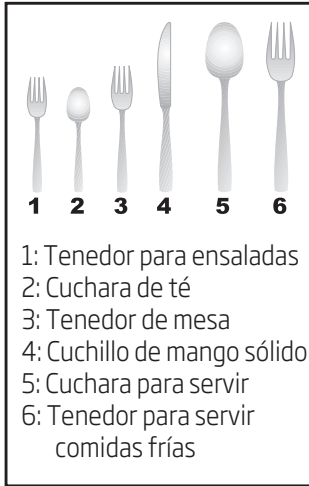 1 2 3 4 5 6
1: Tenedor para ensaladas
2: Cuchara de té
3: Tenedor de mesa
4: Cuchillo de mango sólido
5: Cuchara para servir
6: Tenedor para servir
comidas frías